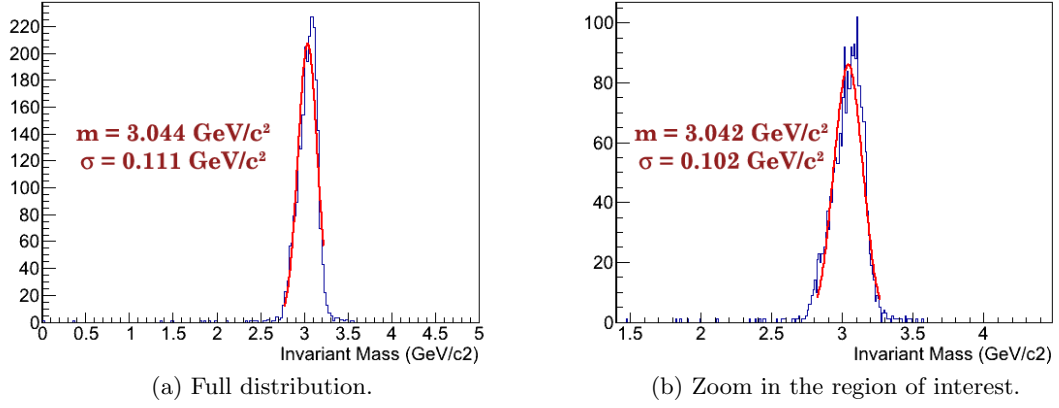 220
200
180
160
140
120
100
80
60
40
20
0
m = 3.044 GeV/c²
σ = 0.111 GeV/c²
0 0.5 1 1.5 2 2.5 3 3.5 4 4.5 5
Invariant Mass (GeV/c2)
(a) Full distribution.
100
80
60
40
20
0
m = 3.042 GeV/c²
σ = 0.102 GeV/c²
1.5 2 2.5 3 3.5 4
Invariant Mass (GeV/c2)
(b) Zoom in the region of interest.